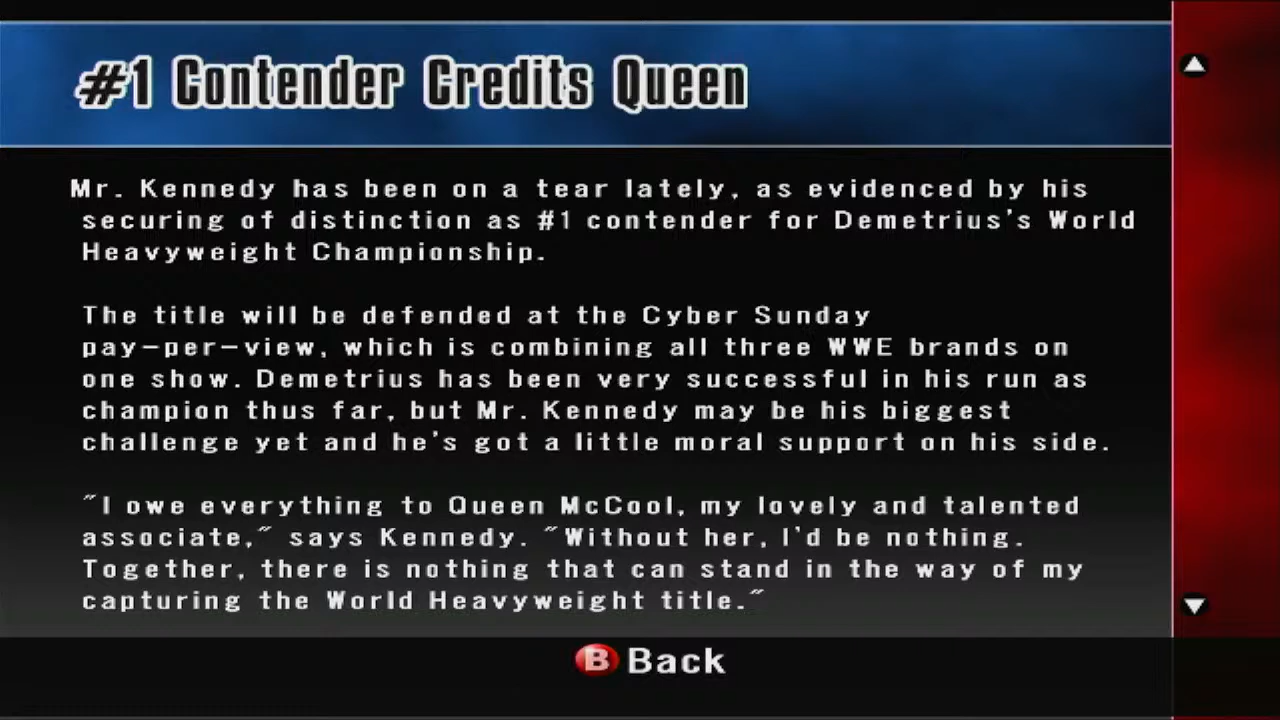 #1 Contender Credits Queen
Mr. Kennedy has been on a tear lately, as evidenced by his
securing of distinction as #1 contender for Demetrius's World
Heavyweight Championship.
The title will be defended at the Cyber Sunday
pay-per-view, which is combining all three WWE brands on
one show. Demetrius has been very successful in his run as
champion thus far, but Mr. Kennedy may be his biggest
challenge yet and he's got a little moral support on his side.
"I owe everything to Queen McCool, my lovely and talented
associate," says Kennedy. "Without her, I'd be nothing.
Together, there is nothing that can stand in the way of my
capturing the World Heavyweight title."
B Back